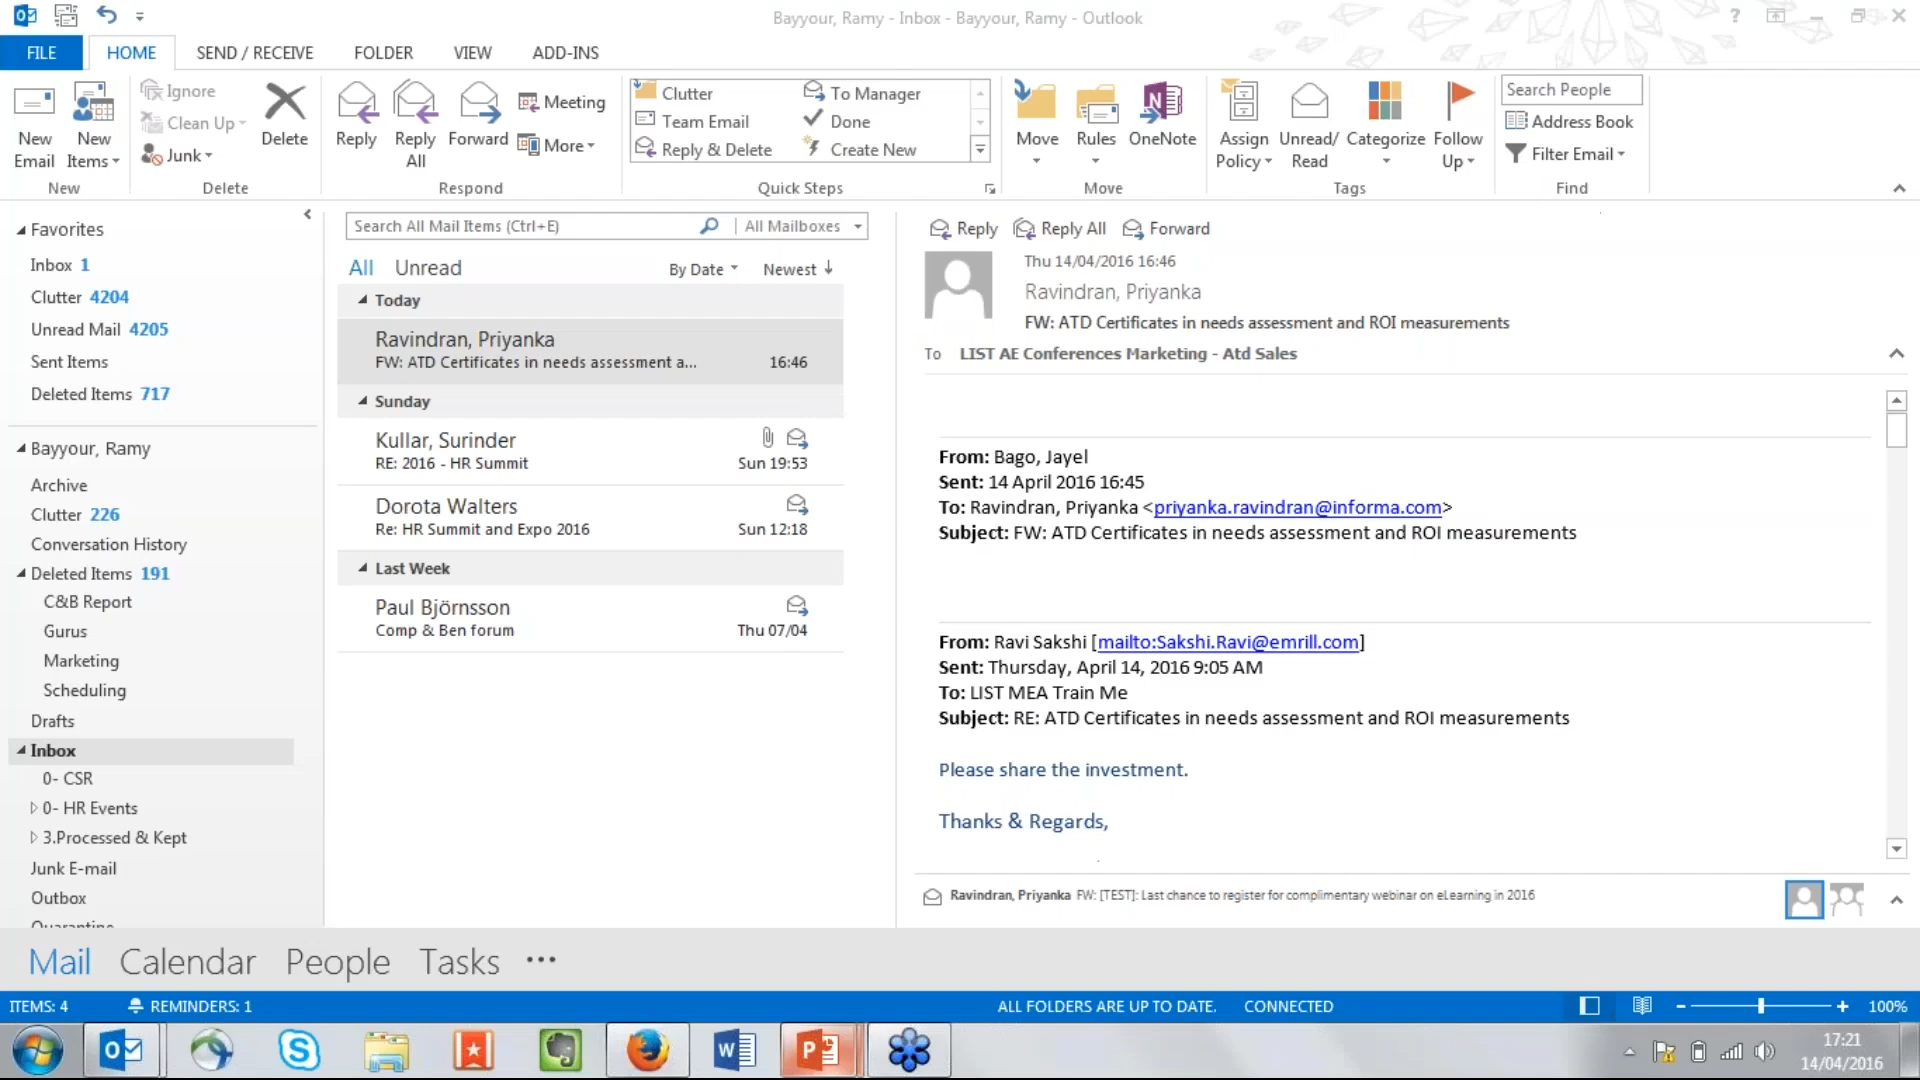 Bayyour, Ramy - Inbox - Bayyour, Ramy - Outlook
?
FILE HOME SEND / RECEIVE FOLDER VIEW ADD-INS
New Email
New Items
New
Ignore
Clean Up
Junk
Delete
Delete
Reply
Reply All
Forward
Meeting
More
Respond
Clutter
Team Email
Reply & Delete
To Manager
Done
Create New
Quick Steps
Move
Rules
OneNote
Move
Assign Policy
Unread/ Read
Categorize
Follow Up
Tags
Search People
Address Book
Filter Email
Find
Favorites
Inbox 1
Clutter 4204
Unread Mail 4205
Sent Items
Deleted Items 717
Bayyour, Ramy
Archive
Clutter 226
Conversation History
Deleted Items 191
C&B Report
Gurus
Marketing
Scheduling
Drafts
Inbox
0- CSR
0- HR Events
3.Processed & Kept
Junk E-mail
Outbox
Quarantine
Search All Mail Items (Ctrl+E) All Mailboxes
All Unread By Date Newest
Today
Ravindran, Priyanka
FW: ATD Certificates in needs assessment a... 16:46
Sunday
Kullar, Surinder
RE: 2016 - HR Summit Sun 19:53
Dorota Walters
Re: HR Summit and Expo 2016 Sun 12:18
Last Week
Paul Björnsson
Comp & Ben forum Thu 07/04
Reply Reply All Forward
Thu 14/04/2016 16:46
Ravindran, Priyanka
FW: ATD Certificates in needs assessment and ROI measurements
To LIST AE Conferences Marketing - Atd Sales
From: Bago, Jayel
Sent: 14 April 2016 16:45
To: Ravindran, Priyanka <priyanka.ravindran@informa.com>
Subject: FW: ATD Certificates in needs assessment and ROI measurements
From: Ravi Sakshi [mailto:Sakshi.Ravi@emrill.com]
Sent: Thursday, April 14, 2016 9:05 AM
To: LIST MEA Train Me
Subject: RE: ATD Certificates in needs assessment and ROI measurements
Please share the investment.
Thanks & Regards,
Ravindran, Priyanka FW: [TEST]: Last chance to register for complimentary webinar on eLearning in 2016
Mail Calendar People Tasks ...
ITEMS: 4 REMINDERS: 1 ALL FOLDERS ARE UP TO DATE. CONNECTED 100%
17:21
14/04/2016